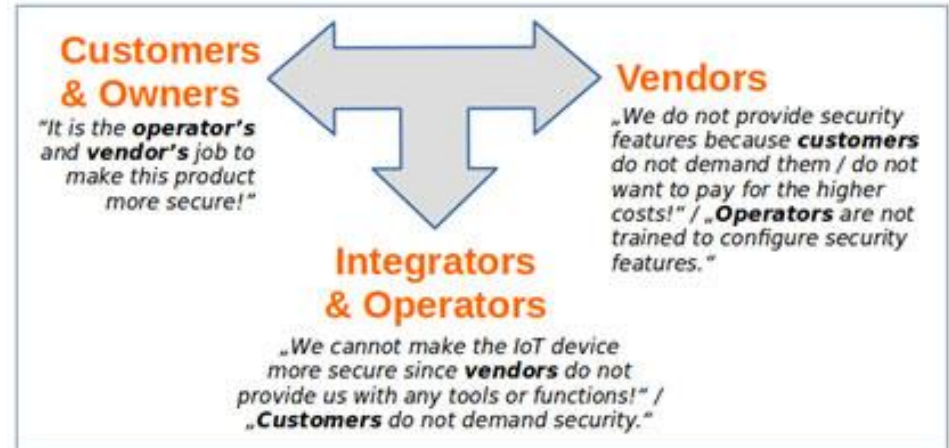 Customers
& Owners
"It is the operator's
and vendor's job to
make this product
more secure!"
Vendors
„We do not provide security
features because customers
do not demand them / do not
want to pay for the higher
costs!" / „Operators are not
trained to configure security
features."
Integrators
& Operators
„We cannot make the IoT device
more secure since vendors do not
provide us with any tools or functions!" /
„Customers do not demand security."